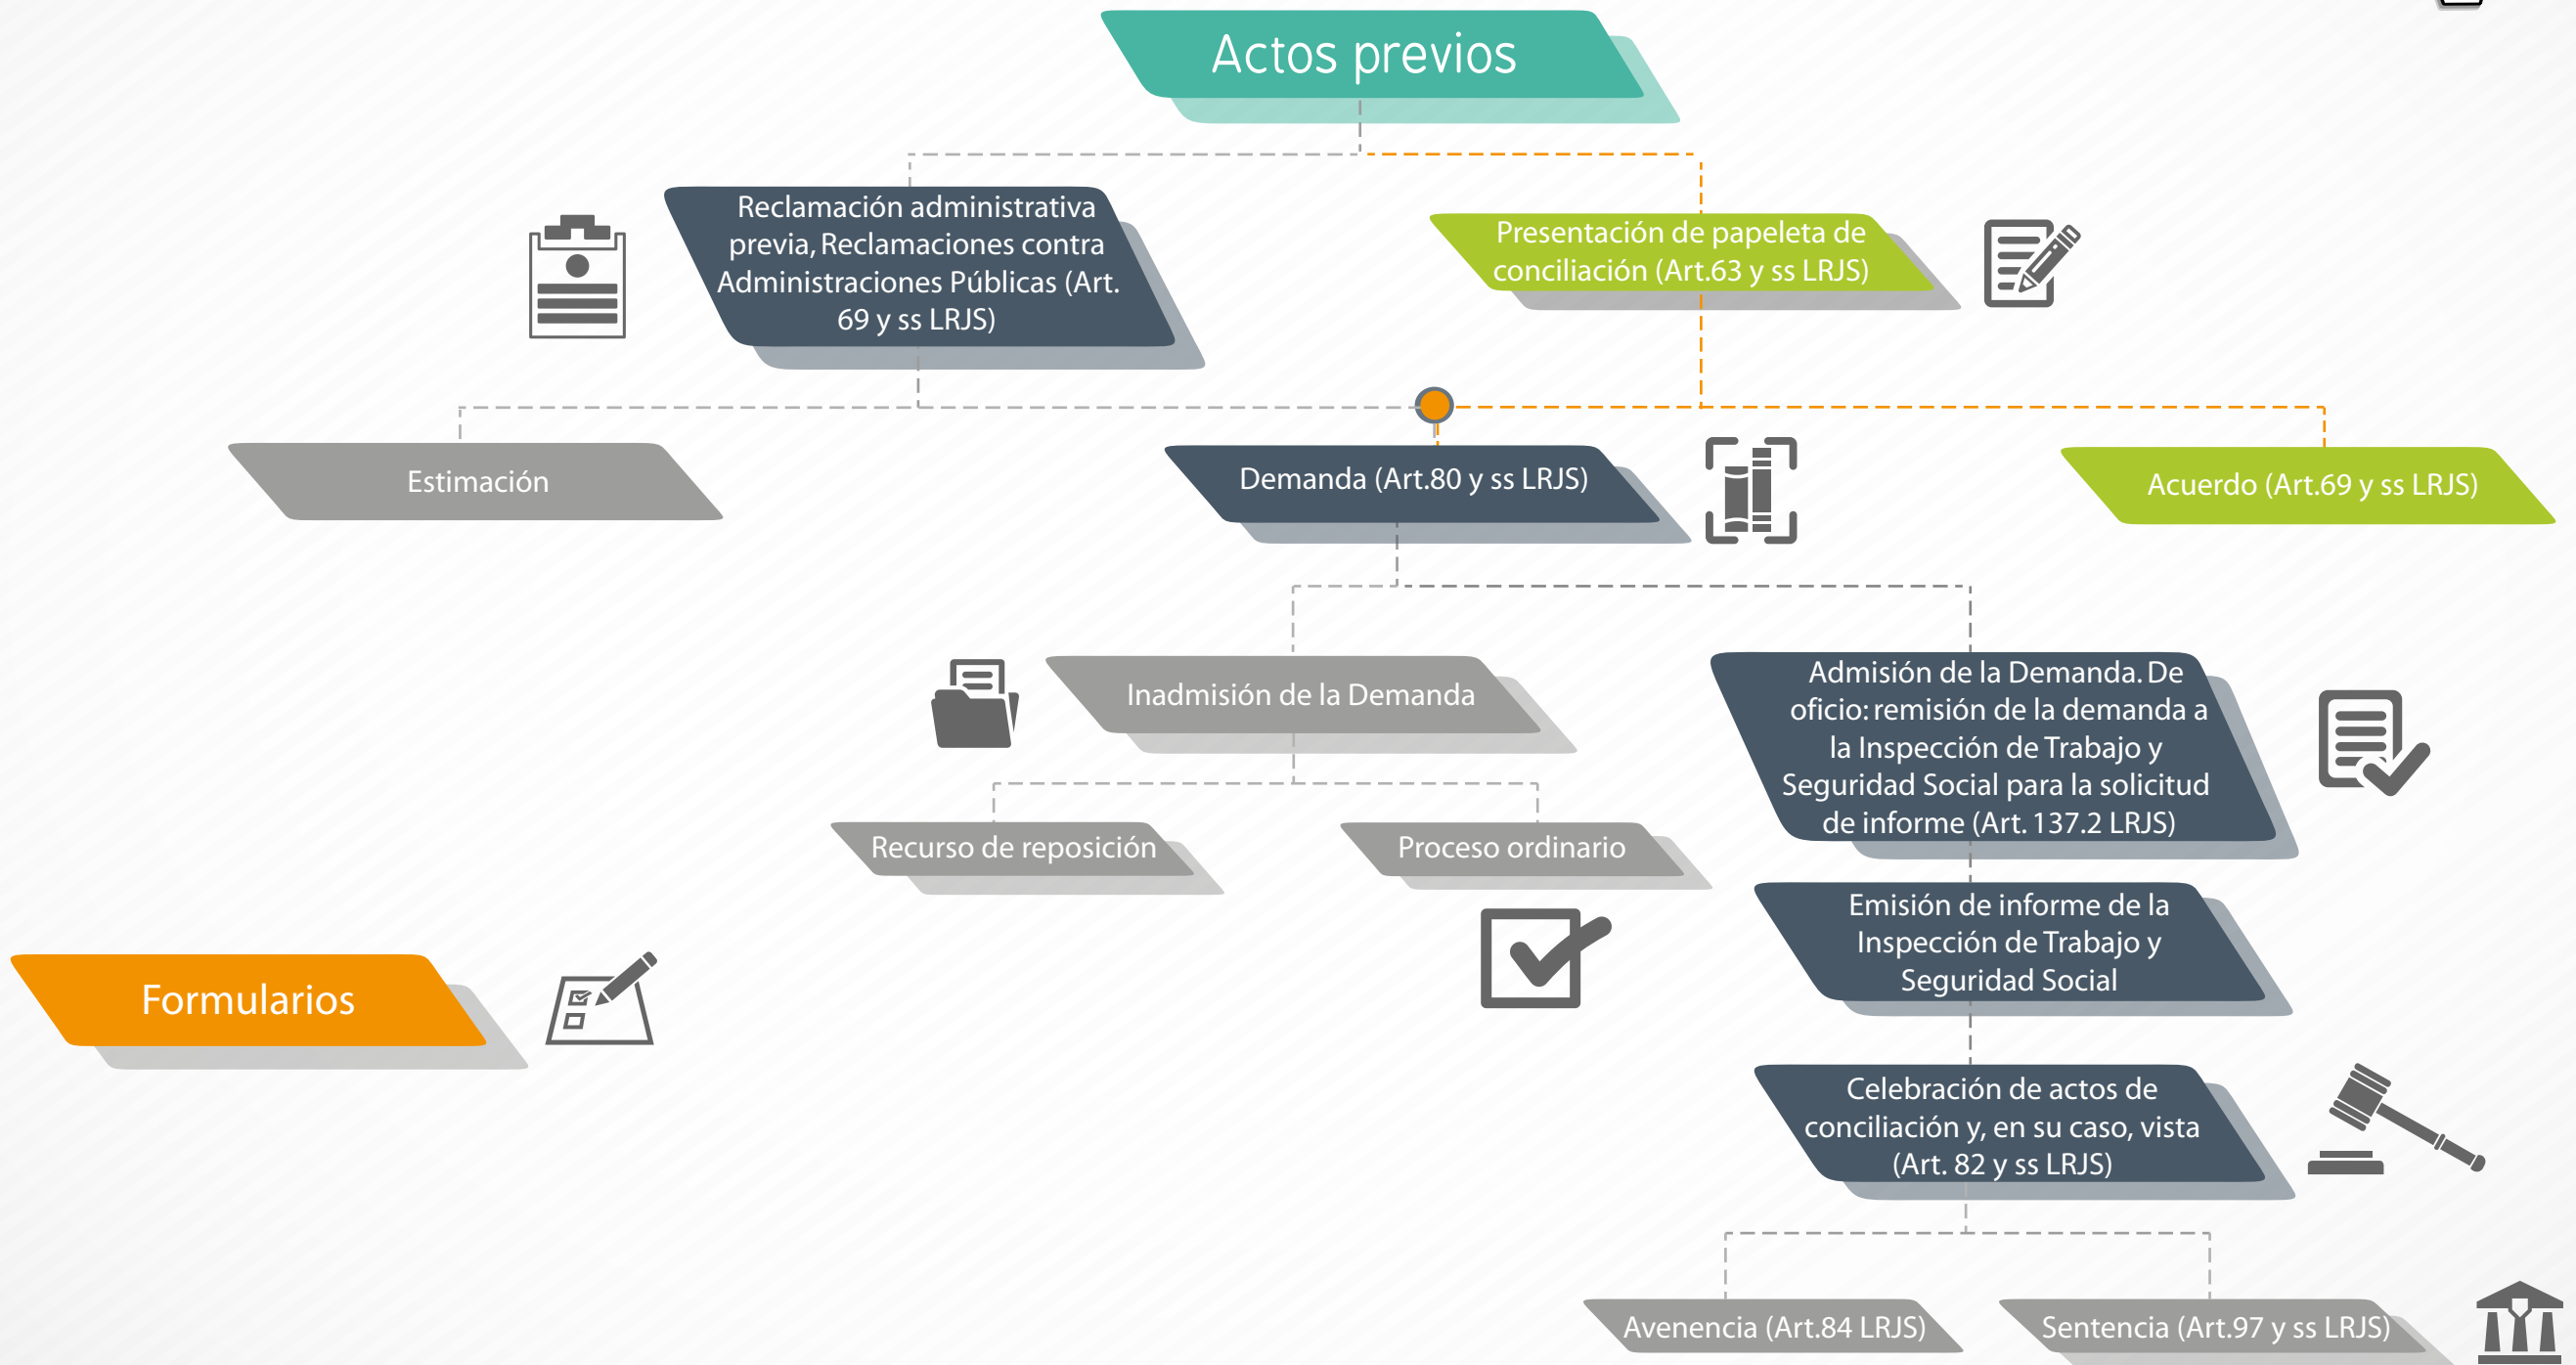 Actos previos
Reclamación administrativa
previa, Reclamaciones contra
Administraciones Públicas (Art.
69 y ss LRJS)
Presentación de papeleta de
conciliación (Art.63 y ss LRJS)
Estimación
Demanda (Art.80 y ss LRJS)
Acuerdo (Art.69 y ss LRJS)
Inadmisión de la Demanda
Admisión de la Demanda. De
oficio: remisión de la demanda a
la Inspección de Trabajo y
Seguridad Social para la solicitud
de informe (Art. 137.2 LRJS)
Recurso de reposición
Proceso ordinario
Emisión de informe de la
Inspección de Trabajo y
Seguridad Social
Formularios
Celebración de actos de
conciliación y, en su caso, vista
(Art. 82 y ss LRJS)
Avenencia (Art.84 LRJS)
Sentencia (Art.97 y ss LRJS)